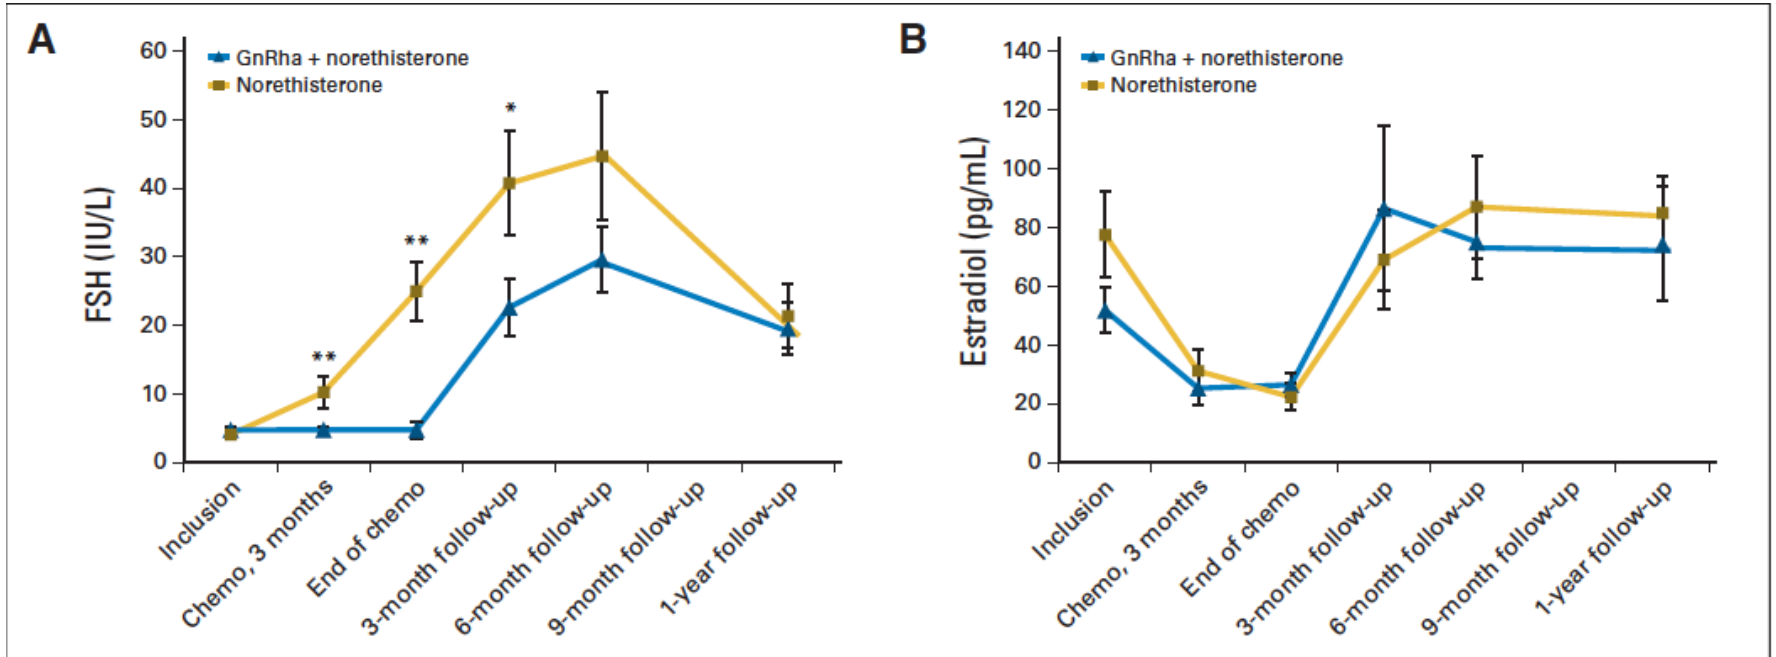 A
60
50
40
30
20
10
0
FSH (IU/L)
GnRha + norethisterone
Norethisterone
**
**
*
Inclusion
Chemo, 3 months
End of chemo
3-month follow-up
6-month follow-up
9-month follow-up
1-year follow-up
B
140
120
100
80
60
40
20
0
Estradiol (pg/mL)
GnRha + norethisterone
Norethisterone
Inclusion
Chemo, 3 months
End of chemo
3-month follow-up
6-month follow-up
9-month follow-up
1-year follow-up